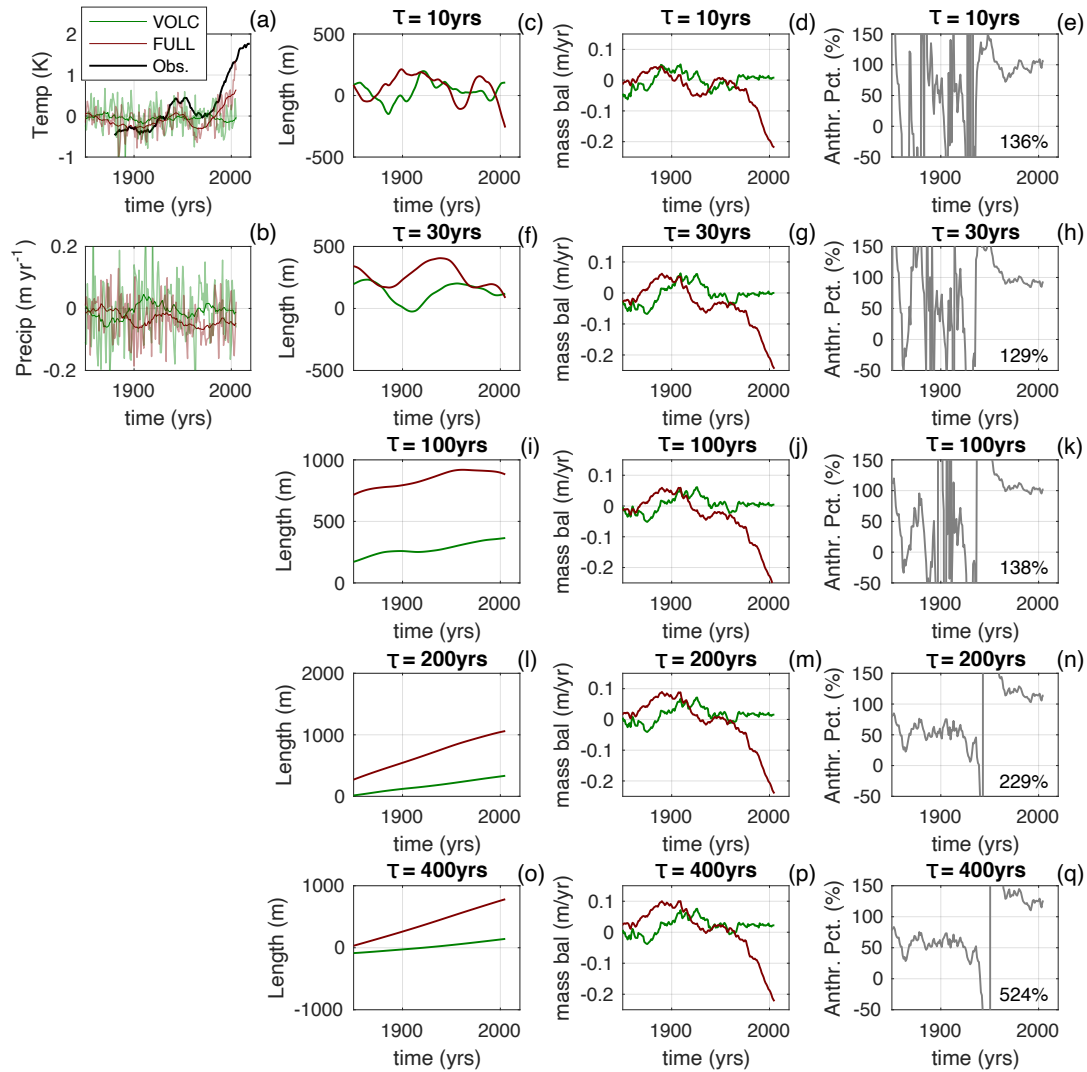 VOLC
FULL
Obs.
(a)
Temp (K)
2
1
0
-1
1900
2000
time (yrs)
τ = 10yrs
(c)
Length (m)
500
0
-500
1900
2000
time (yrs)
τ = 10yrs
(d)
mass bal (m/yr)
0.1
0
-0.1
-0.2
1900
2000
time (yrs)
τ = 10yrs
(e)
Anthr. Pct. (%)
150
100
50
0
-50
136%
1900
2000
time (yrs)
(b)
Precip (m yr-1)
0.2
0
-0.2
1900
2000
time (yrs)
τ = 30yrs
(f)
Length (m)
500
0
-500
1900
2000
time (yrs)
τ = 30yrs
(g)
mass bal (m/yr)
0.1
0
-0.1
-0.2
1900
2000
time (yrs)
τ = 30yrs
(h)
Anthr. Pct. (%)
150
100
50
0
-50
129%
1900
2000
time (yrs)
τ = 100yrs
(i)
Length (m)
1000
500
0
1900
2000
time (yrs)
τ = 100yrs
(j)
mass bal (m/yr)
0.1
0
-0.1
-0.2
1900
2000
time (yrs)
τ = 100yrs
(k)
Anthr. Pct. (%)
150
100
50
0
-50
138%
1900
2000
time (yrs)
τ = 200yrs
(l)
Length (m)
2000
1000
0
1900
2000
time (yrs)
τ = 200yrs
(m)
mass bal (m/yr)
0.1
0
-0.1
-0.2
1900
2000
time (yrs)
τ = 200yrs
(n)
Anthr. Pct. (%)
150
100
50
0
-50
229%
1900
2000
time (yrs)
τ = 400yrs
(o)
Length (m)
1000
0
-1000
1900
2000
time (yrs)
τ = 400yrs
(p)
mass bal (m/yr)
0.1
0
-0.1
-0.2
1900
2000
time (yrs)
τ = 400yrs
(q)
Anthr. Pct. (%)
150
100
50
0
-50
524%
1900
2000
time (yrs)